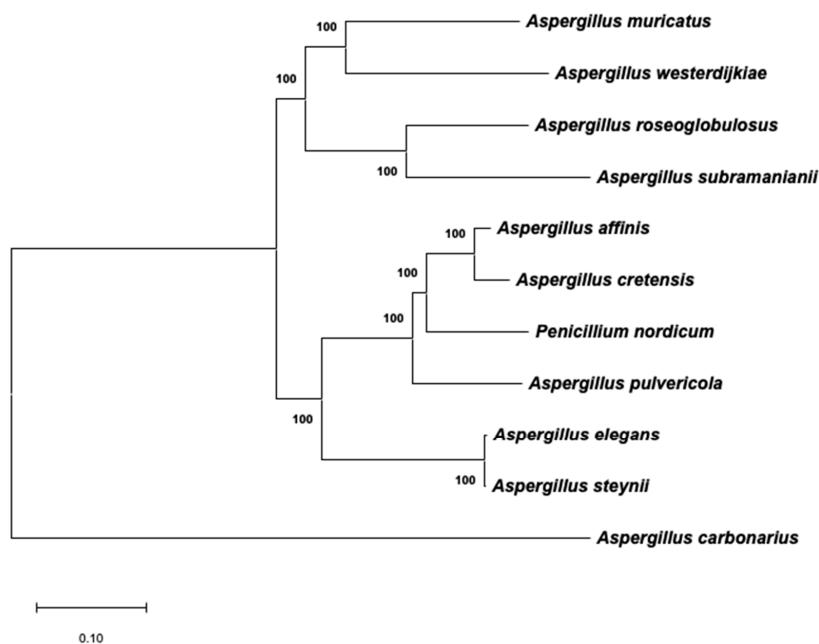 100
Aspergillus muricatus
100
Aspergillus westerdijkiae
Aspergillus roseoglobulosus
100
Aspergillus subramanianii
100
Aspergillus affinis
100
Aspergillus cretensis
100
Penicillium nordicum
Aspergillus pulvericola
100
Aspergillus elegans
100
Aspergillus steynii
Aspergillus carbonarius
0.10